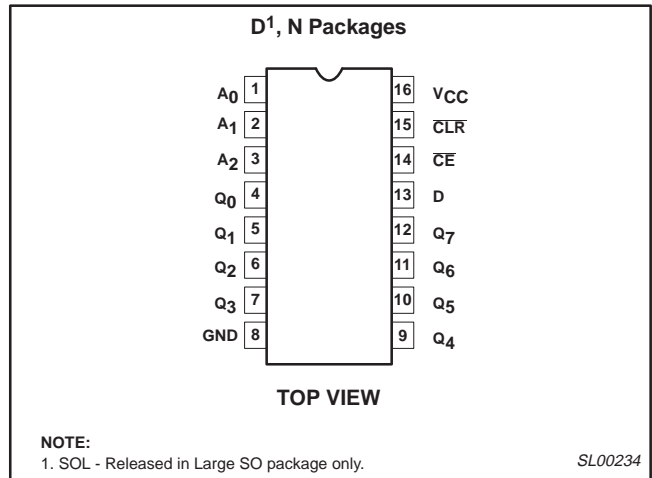 D¹, N Packages
A0 1 16 VCC
A1 2 15 C̅L̅R̅
A2 3 14 C̅E̅
Q0 4 13 D
Q1 5 12 Q7
Q2 6 11 Q6
Q3 7 10 Q5
GND 8 9 Q4
TOP VIEW
NOTE:
1. SOL - Released in Large SO package only.
SL00234